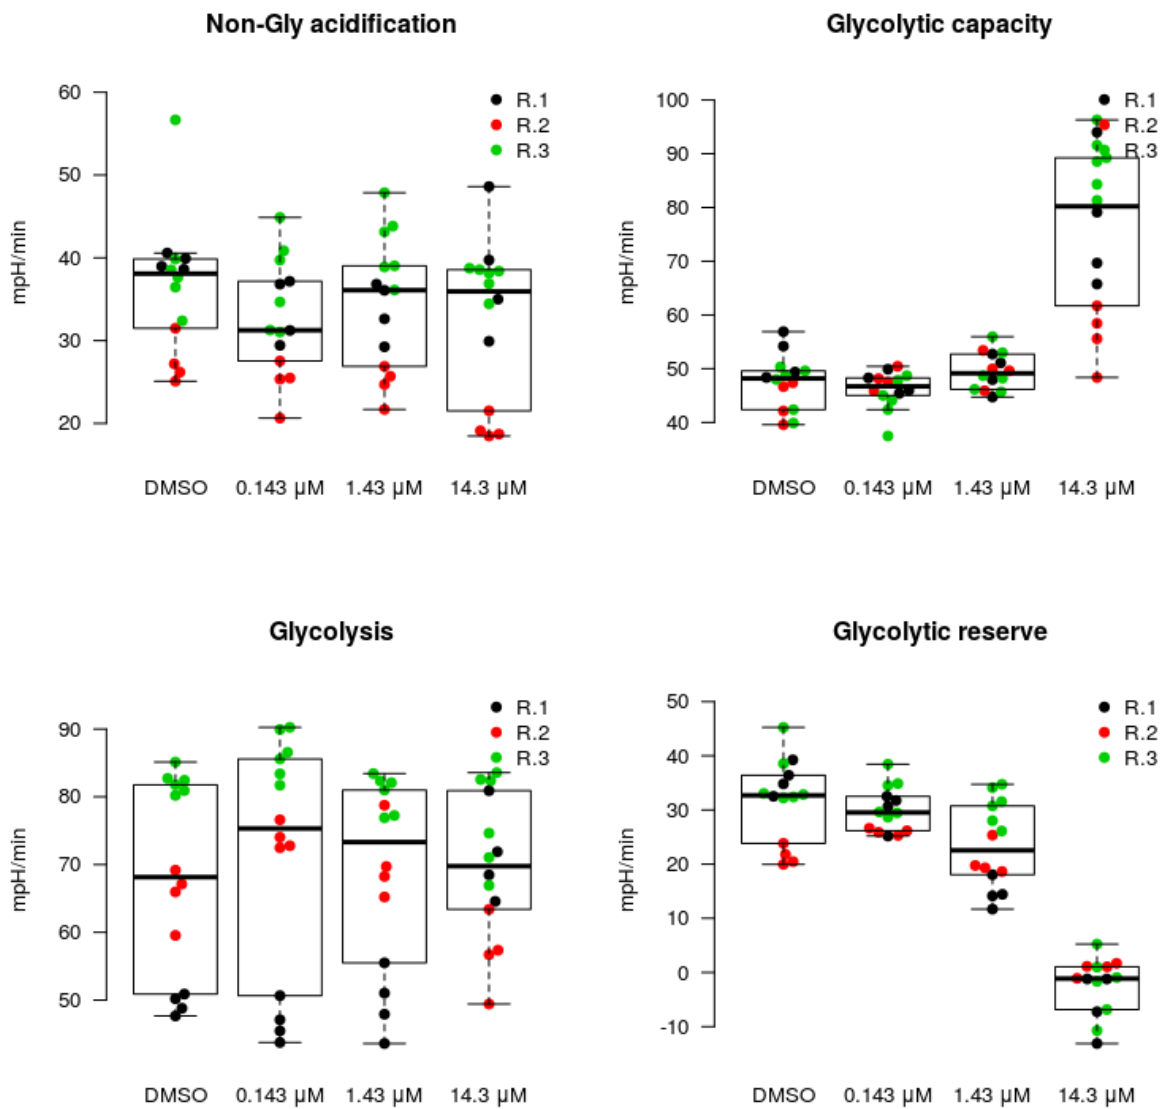 Non-Gly acidification
60
50
40
30
20
mpH/min
R.1
R.2
R.3
DMSO 0.143 µM 1.43 µM 14.3 µM
Glycolytic capacity
100
90
80
70
60
50
40
mpH/min
R.1
R.2
R.3
DMSO 0.143 µM 1.43 µM 14.3 µM
Glycolysis
90
80
70
60
50
mpH/min
R.1
R.2
R.3
DMSO 0.143 µM 1.43 µM 14.3 µM
Glycolytic reserve
50
40
30
20
10
0
-10
mpH/min
R.1
R.2
R.3
DMSO 0.143 µM 1.43 µM 14.3 µM